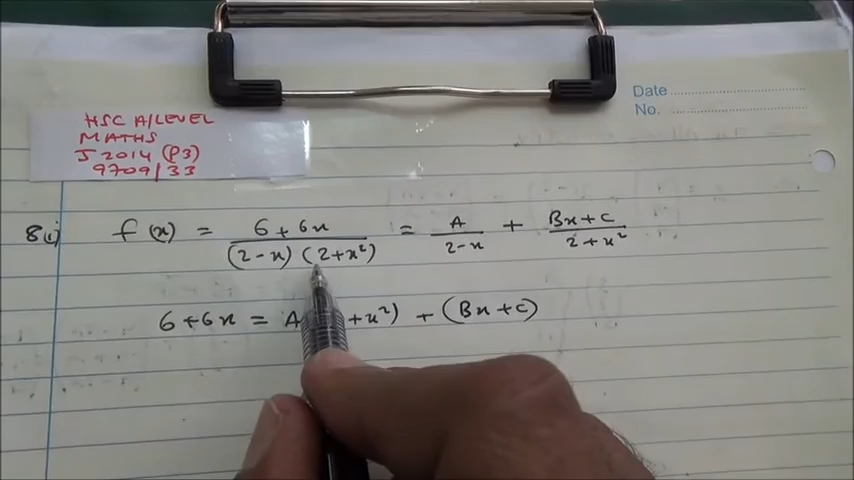 Date
No.
HSC A/LEVEL
MATHS
J 2014 (P3)
9709/33
8(i) f(x) = 6+6x / (2-x)(2+x²) = A / 2-x + Bx+C / 2+x²
6+6x = A +x²) + (Bx+C)